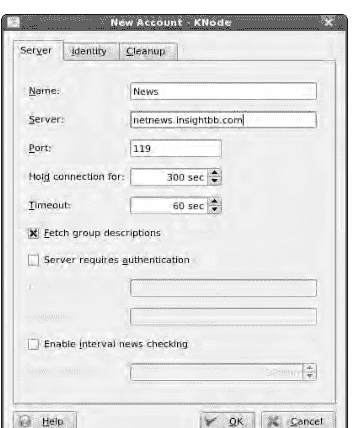 New Account - KNode
Server Identity Cleanup
Name: News
Server: netnews.insightbb.com
Port: 119
Hold connection for: 300 sec
Timeout: 60 sec
Fetch group descriptions
Server requires authentication
Enable interval news checking
Help OK Cancel